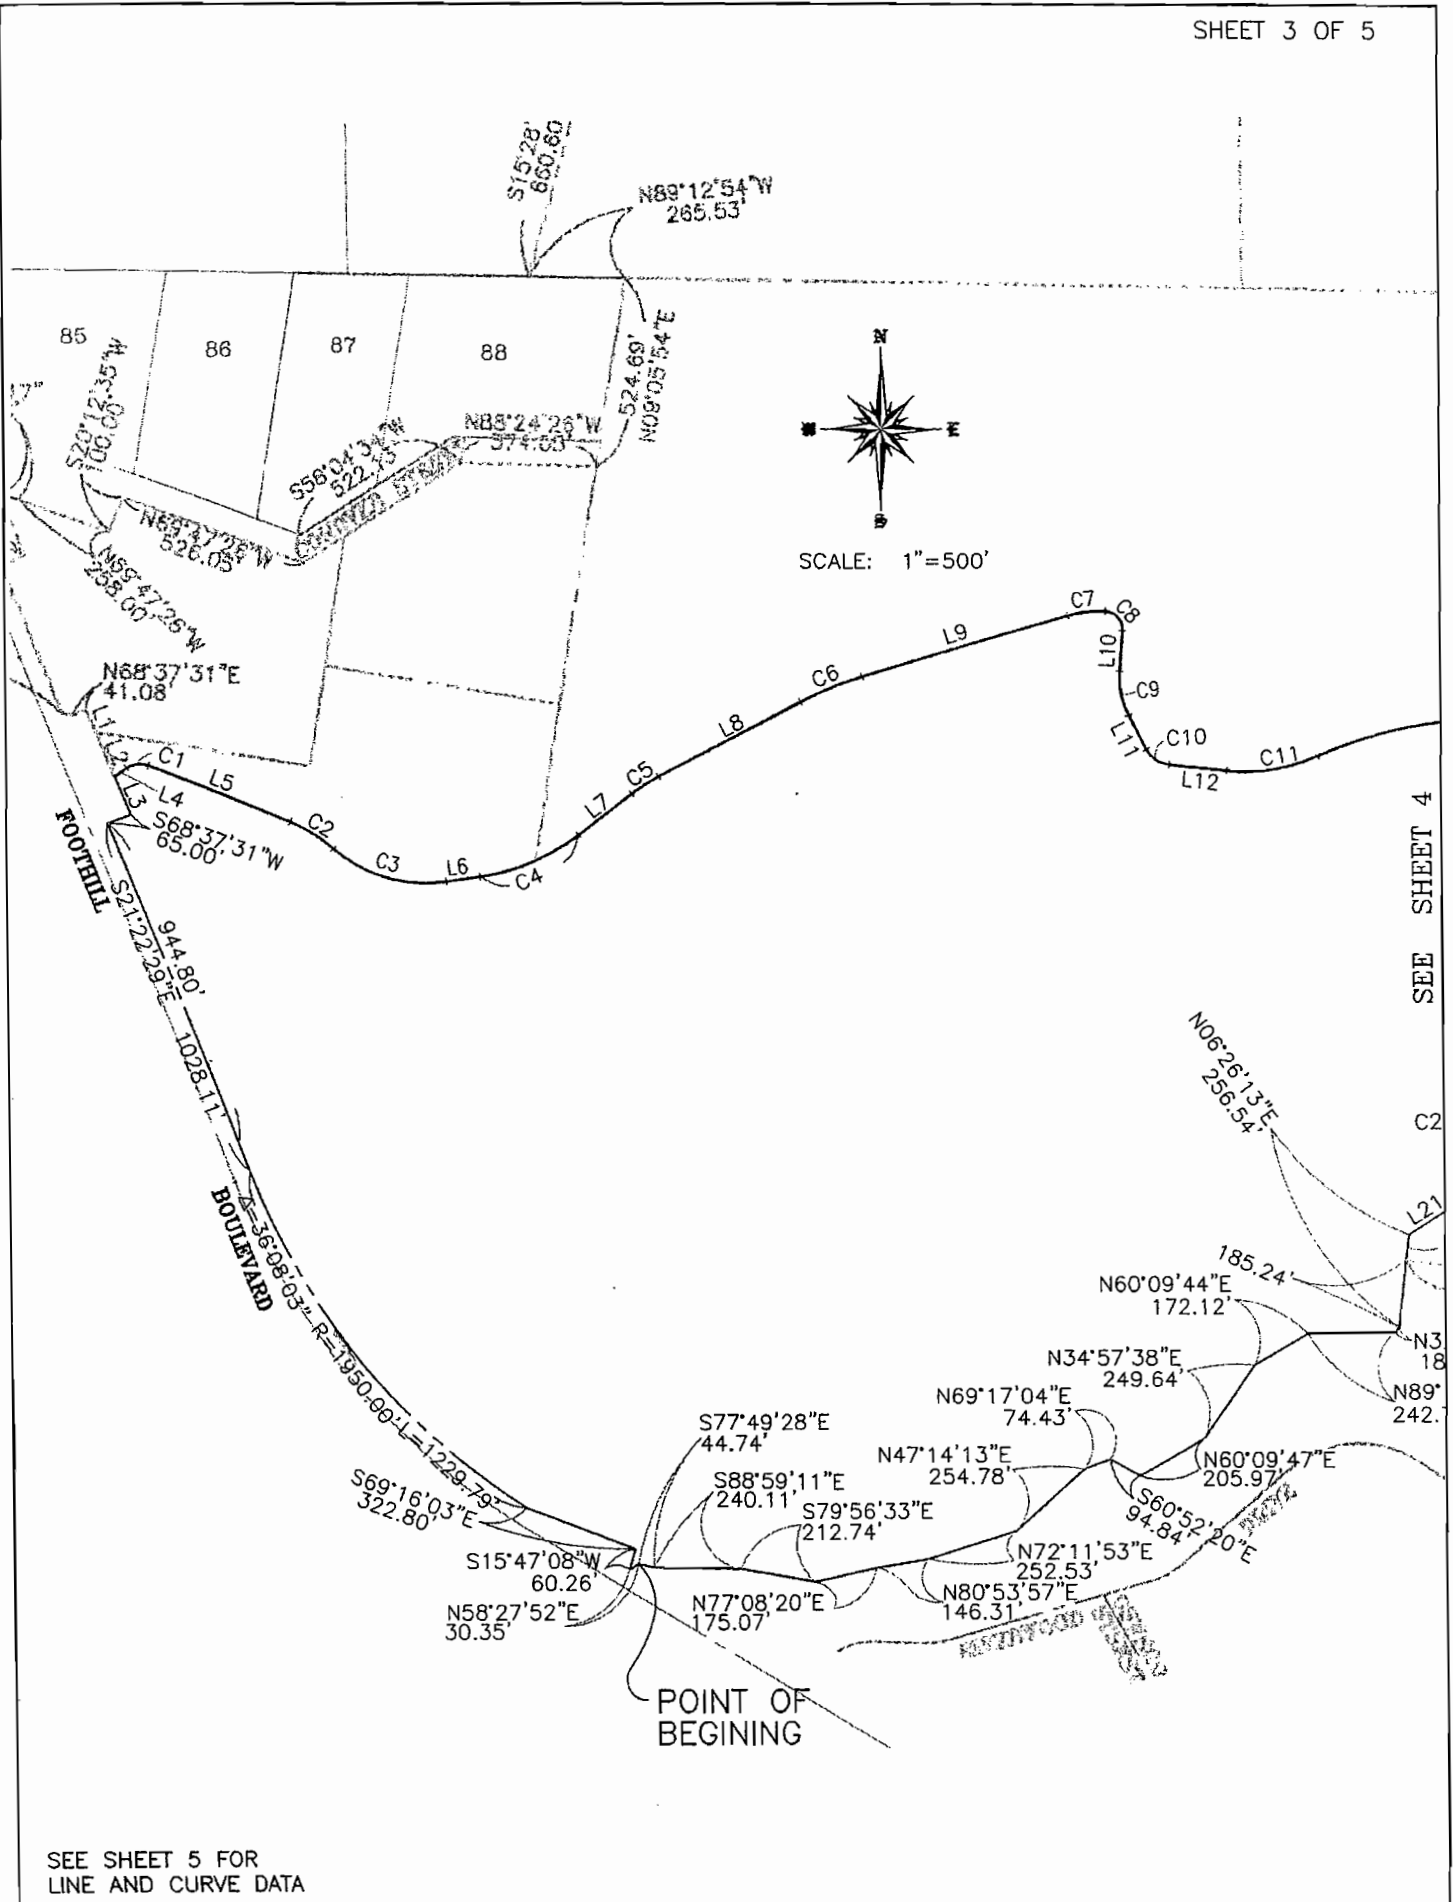 SHEET 3 OF 5
S15°28'
660.60
N89°12'54"W
265.53'
85
86
87
88
S20°12'35"W
100.00'
524.69'
N09°05'54"E
N88°24'26"W
S56°04'34"W
N
E
S
SCALE: 1"=500'
N69°47'26"W
526.05'
N69°47'26"W
258.00'
N68°37'31"E
41.08'
L1
L2
L3
C1
L4
L5
C2
C3
L6
C4
L7
C5
L8
C6
L9
C7
C8
L10
C9
L11
C10
L12
C11
S68°37'31"W
65.00'
FOOTHILL
S21°22'29"E
944.80'
1028.11'
BOULEVARD
Δ=36°08'03" R=1950.00' L=1229.79'
SEE SHEET 4
N06°26'13"E
256.54'
C2
L21
185.24'
N60°09'44"E
172.12'
N3
18
N34°57'38"E
249.64'
N89°
242.
N69°17'04"E
74.43'
S77°49'28"E
44.74'
N47°14'13"E
254.78'
N60°09'47"E
205.97'
S69°16'03"E
322.80'
S88°59'11"E
240.11'
S60°52'20"E
94.84'
DRIVE
S79°56'33"E
212.74'
S15°47'08"W
60.26'
N72°11'53"E
252.53'
N58°27'52"E
30.35'
N77°08'20"E
175.07'
N80°53'57"E
146.31'
POINT OF
BEGINING
SEE SHEET 5 FOR
LINE AND CURVE DATA